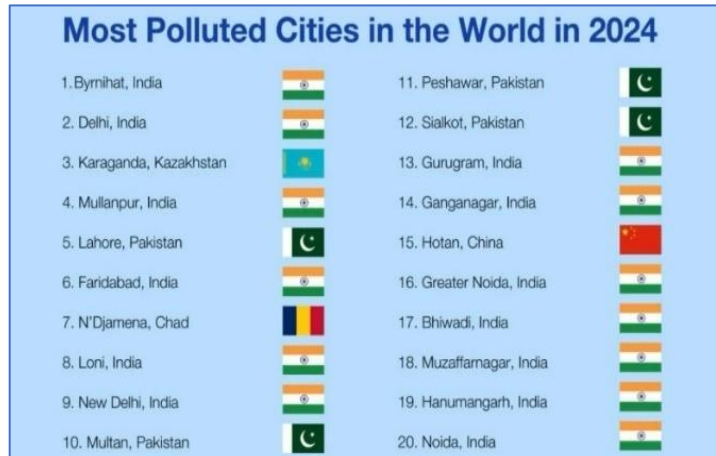 Most Polluted Cities in the World in 2024
1.Byrnihat, India
2. Delhi, India
3. Karaganda, Kazakhstan
4. Mullanpur, India
5. Lahore, Pakistan
6. Faridabad, India
7. N'Djamena, Chad
8. Loni, India
9. New Delhi, India
10. Multan, Pakistan
11. Peshawar, Pakistan
12. Sialkot, Pakistan
13. Gurugram, India
14. Ganganagar, India
15. Hotan, China
16. Greater Noida, India
17. Bhiwadi, India
18. Muzaffarnagar, India
19. Hanumangarh, India
20. Noida, India